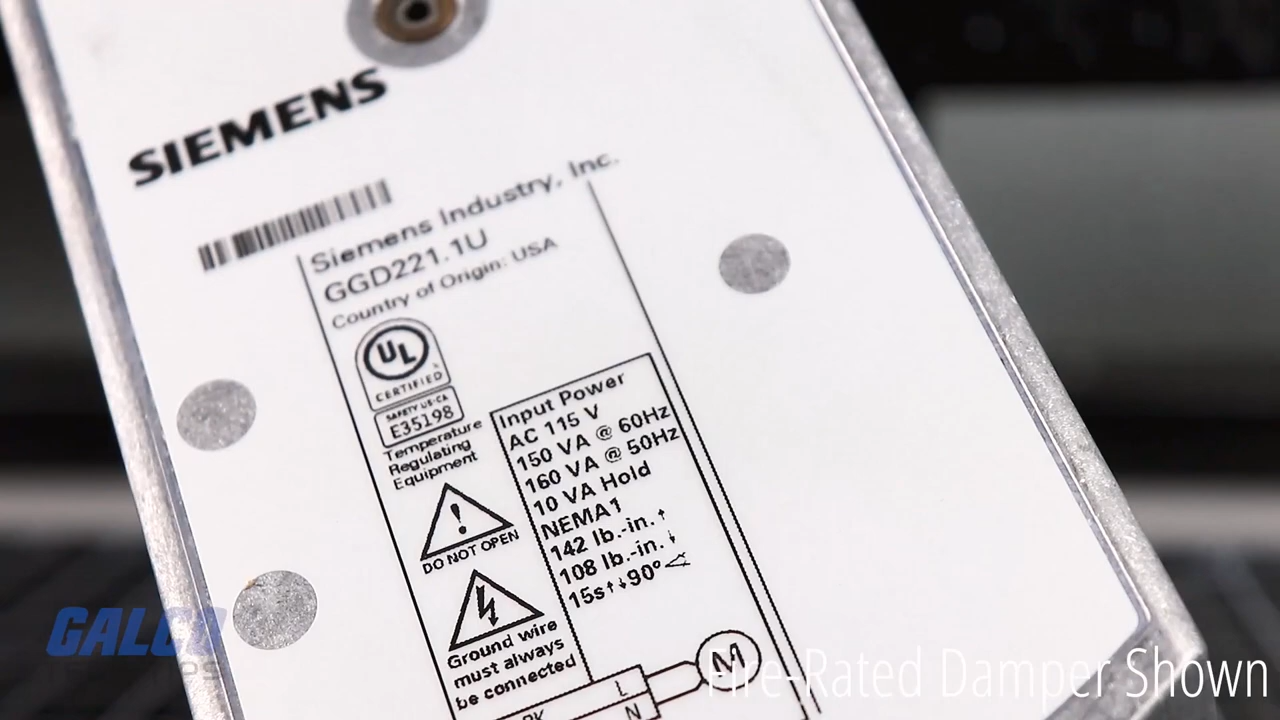 SIEMENS
Siemens Industry, Inc.
GGD221.1U
Country of Origin: USA
UL
CERTIFIED
SAFETY US-CA
E35198
Temperature
Regulating
Equipment
DO NOT OPEN
Ground wire
must always
be connected
Input Power
AC 115 V
150 VA @ 60Hz
160 VA @ 50Hz
10 VA Hold
NEMA1
142 lb.-in.↑
108 lb.-in.↓
15s↑↓90°∢
M
L
N
BK
GALCO
Fire-Rated Damper Shown